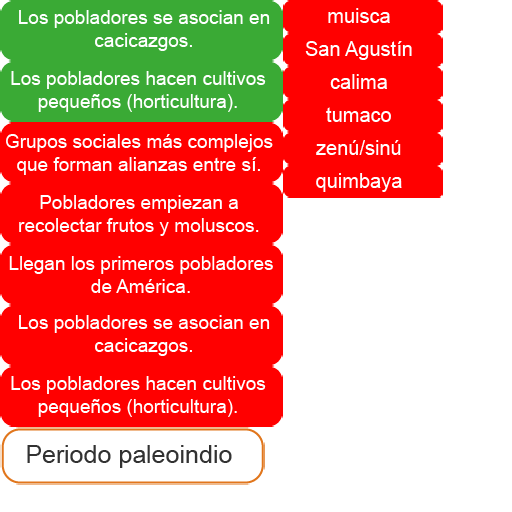 Los pobladores se asocian en
cacicazgos.
Los pobladores hacen cultivos
pequeños (horticultura).
Grupos sociales más complejos
que forman alianzas entre sí.
Pobladores empiezan a
recolectar frutos y moluscos.
Llegan los primeros pobladores
de América.
Los pobladores se asocian en
cacicazgos.
Los pobladores hacen cultivos
pequeños (horticultura).
Periodo paleoindio
muisca
San Agustín
calima
tumaco
zenú/sinú
quimbaya